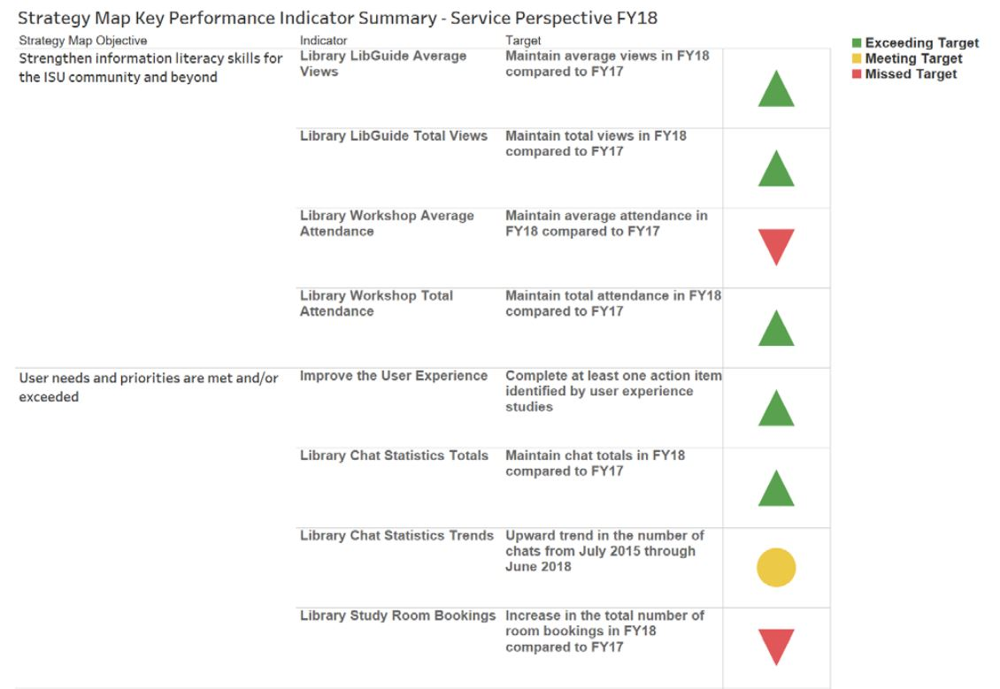 Strategy Map Key Performance Indicator Summary - Service Perspective FY18
Strategy Map Objective
Indicator
Target
Exceeding Target
Meeting Target
Missed Target
Strengthen information literacy skills for
the ISU community and beyond
Library LibGuide Average
Views
Maintain average views in FY18
compared to FY17
Library LibGuide Total Views
Maintain total views in FY18
compared to FY17
Library Workshop Average
Attendance
Maintain average attendance in
FY18 compared to FY17
Library Workshop Total
Attendance
Maintain total attendance in FY18
compared to FY17
User needs and priorities are met and/or
exceeded
Improve the User Experience
Complete at least one action item
identified by user experience
studies
Library Chat Statistics Totals
Maintain chat totals in FY18
compared to FY17
Library Chat Statistics Trends
Upward trend in the number of
chats from July 2015 through
June 2018
Library Study Room Bookings
Increase in the total number of
room bookings in FY18
compared to FY17